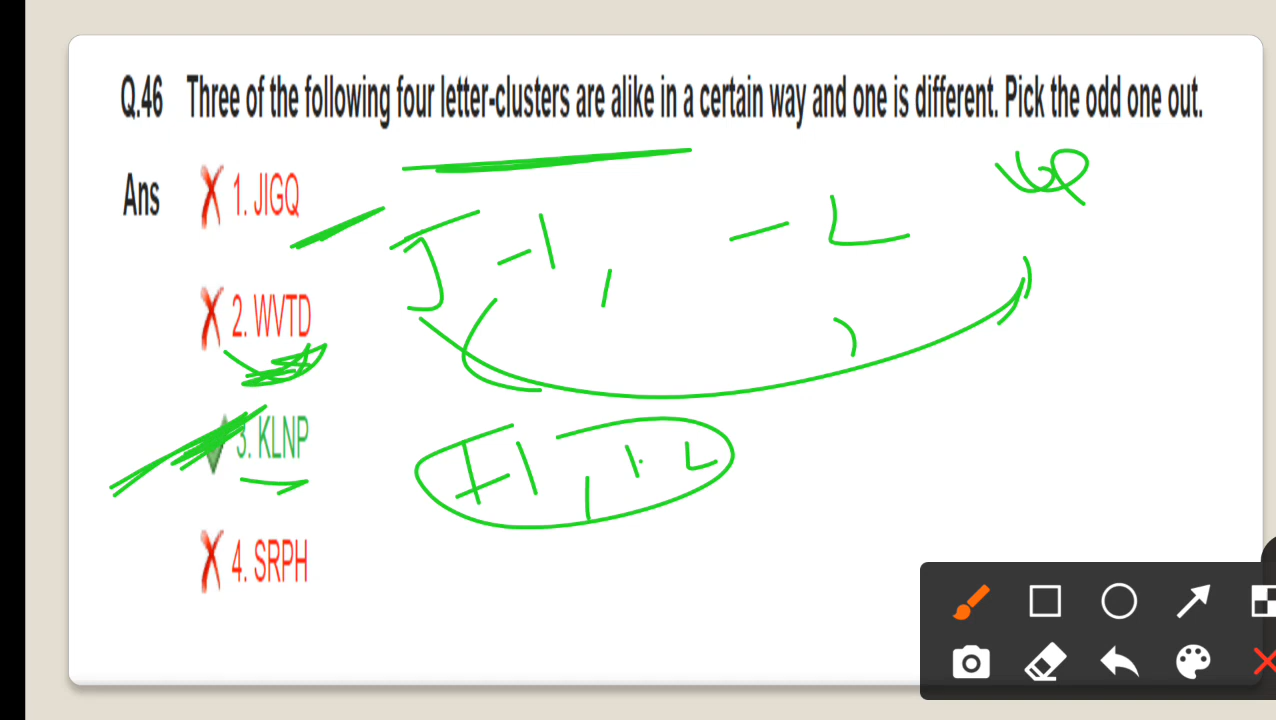 Q.46 Three of the following four letter-clusters are alike in a certain way and one is different. Pick the odd one out.
Ans 1. JIGQ
2. WVTD
3. KLNP
4. SRPH